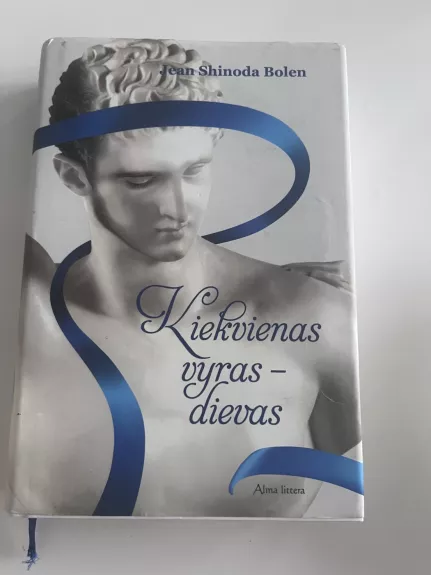 Jean Shinoda Bolen
Kiekvienas
vyras –
dievas
Alma littera